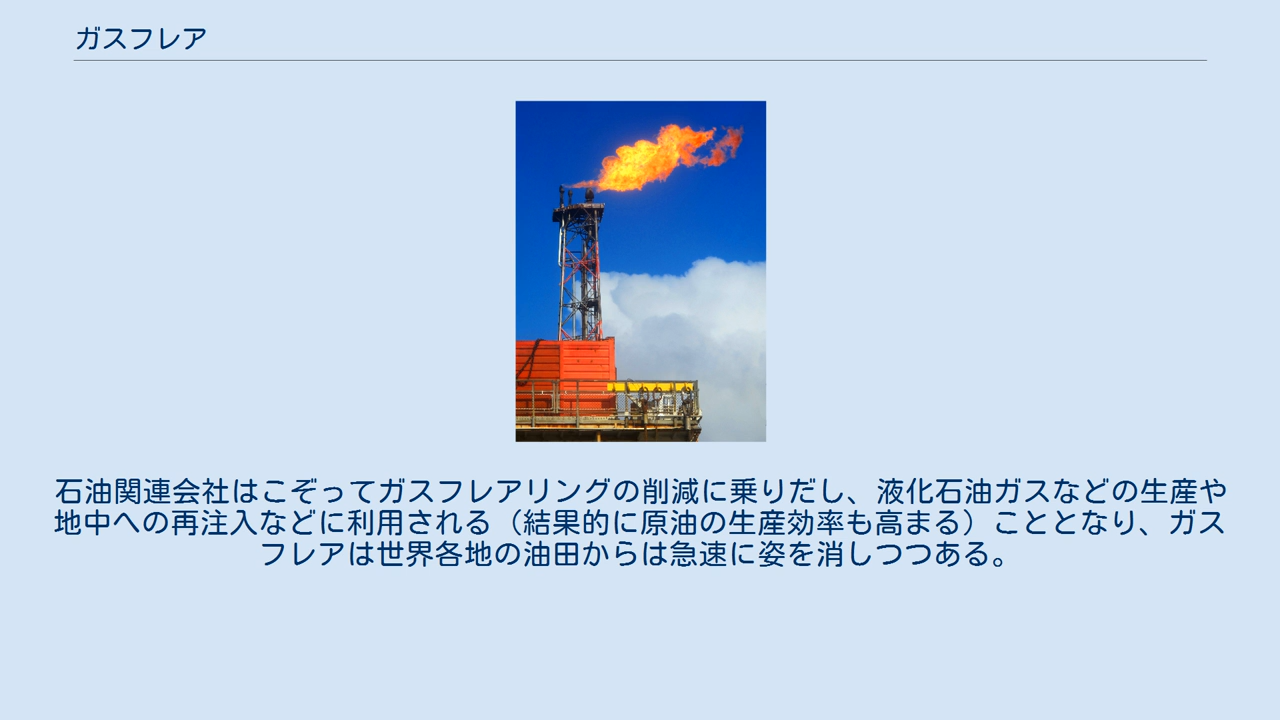 ガスフレア
石油関連会社はこぞってガスフレアリングの削減に乗りだし、液化石油ガスなどの生産や
地中への再注入などに利用される（結果的に原油の生産効率も高まる）こととなり、ガス
フレアは世界各地の油田からは急速に姿を消しつつある。